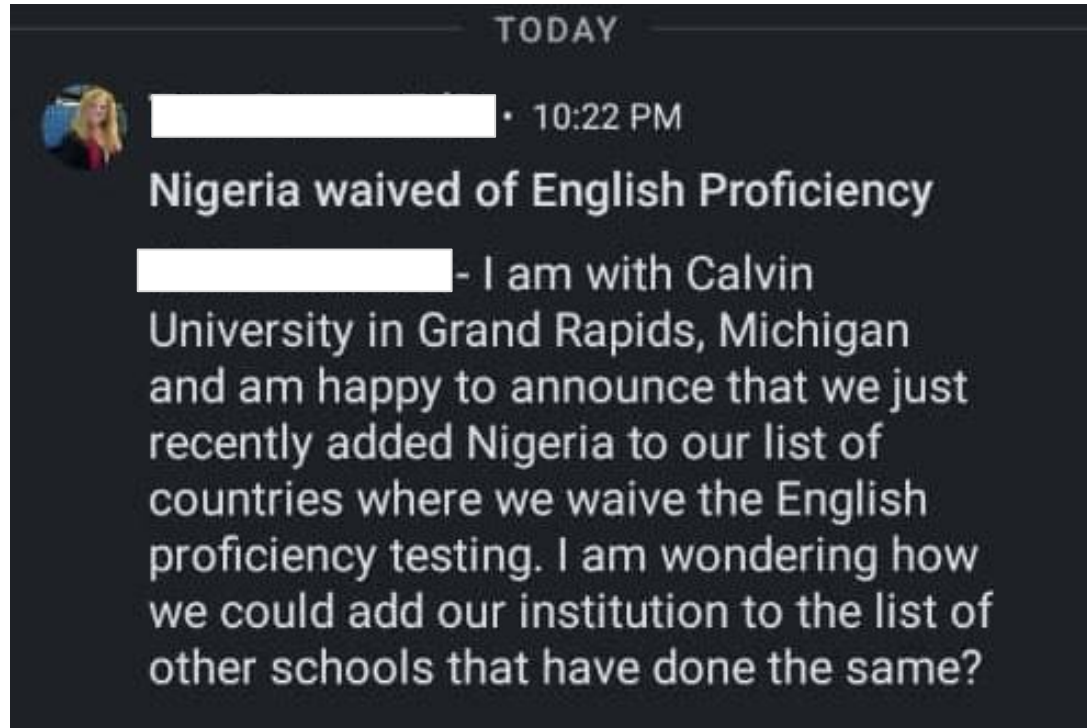 TODAY
• 10:22 PM
Nigeria waived of English Proficiency
- I am with Calvin
University in Grand Rapids, Michigan
and am happy to announce that we just
recently added Nigeria to our list of
countries where we waive the English
proficiency testing. I am wondering how
we could add our institution to the list of
other schools that have done the same?